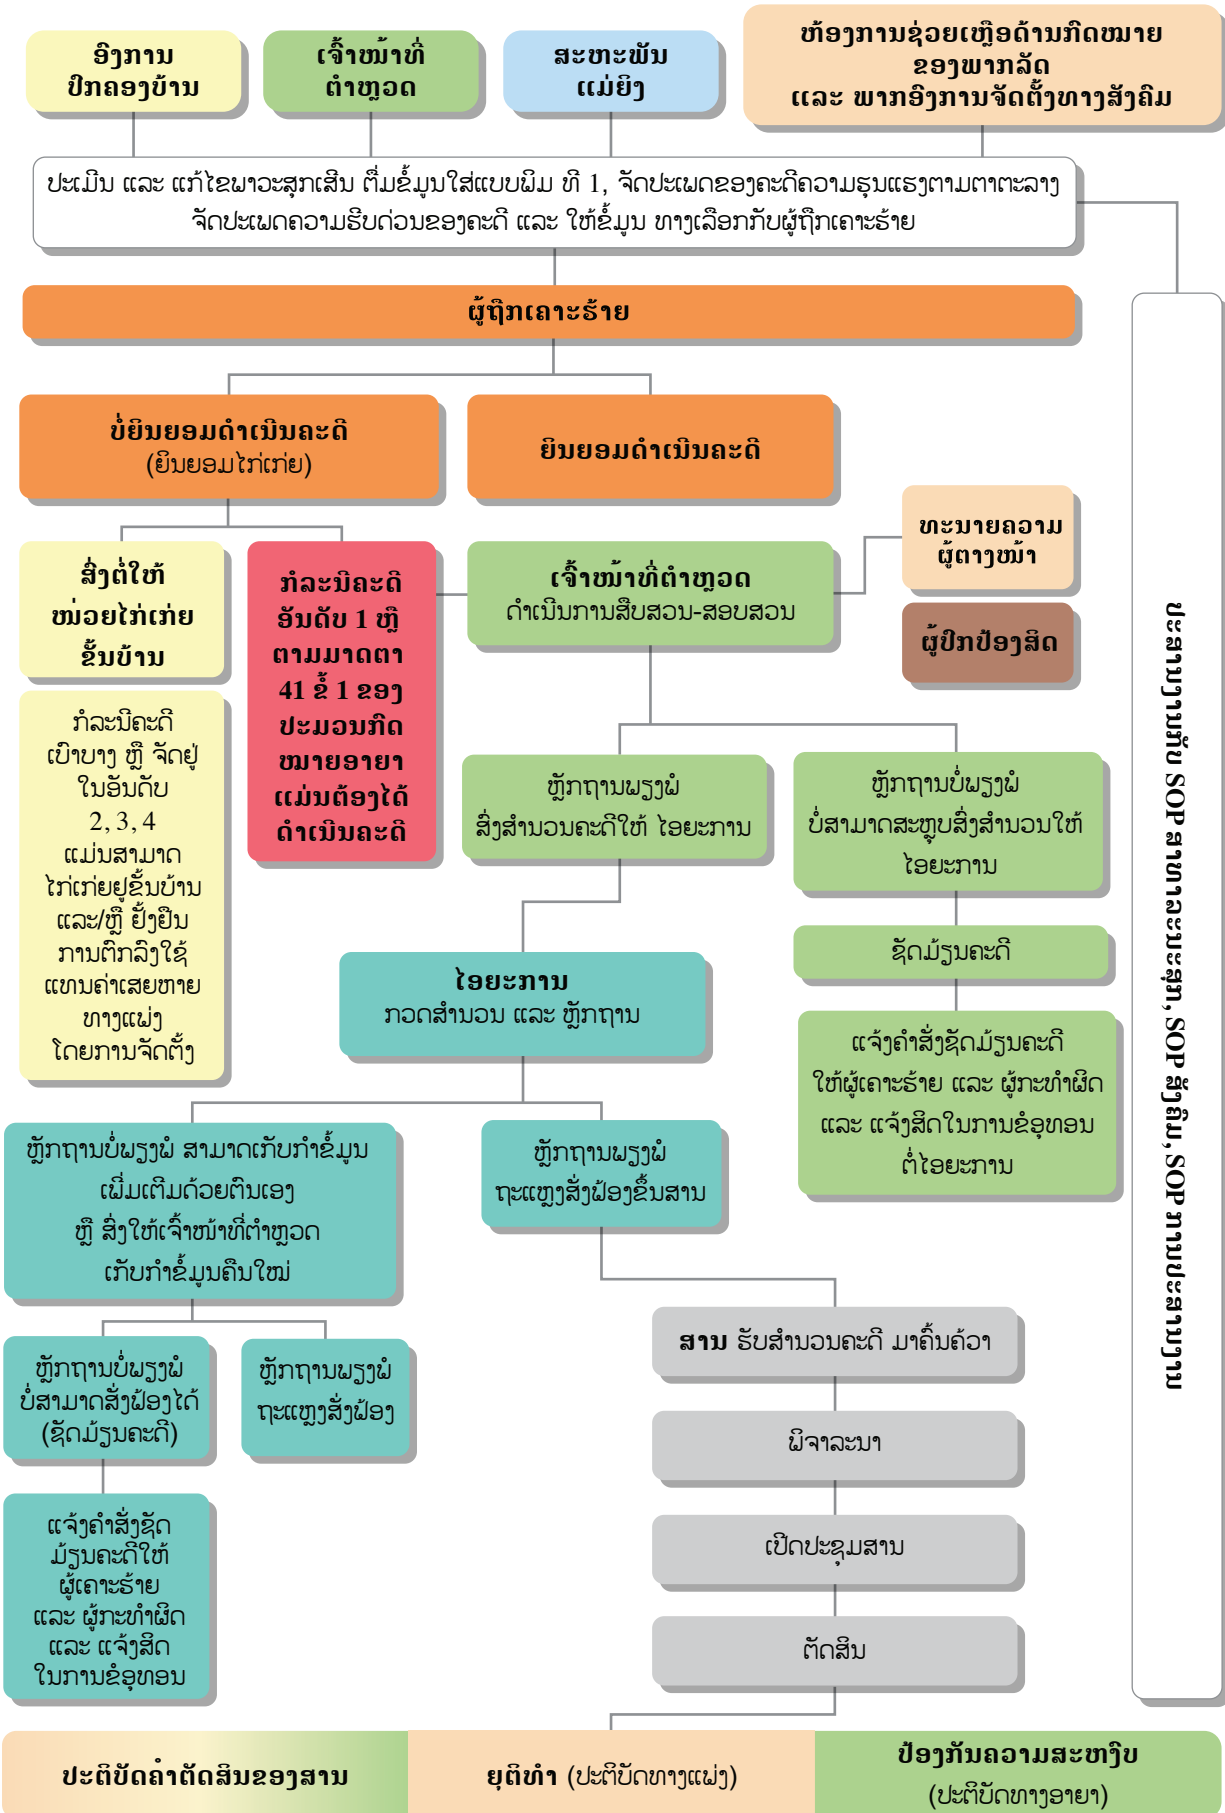 ອົງການ
ປົກຄອງບ້ານ
ເຈົ້າໜ້າທີ່
ຕຳຫຼວດ
ສະຫະພັນ
ແມ່ຍິງ
ຫ້ອງການຊ່ວຍເຫຼືອດ້ານກົດໝາຍ
ຂອງພາກລັດ
ແລະ ພາກອົງການຈັດຕັ້ງທາງສັງຄົມ
ປະເມີນ ແລະ ແກ້ໄຂພາວະສຸກເສີນ ຕື່ມຂໍ້ມູນໃສ່ແບບພິມ ທີ 1, ຈັດປະເພດຂອງຄະດີຄວາມຮຸນແຮງຕາມຕາຕະລາງ
ຈັດປະເພດຄວາມຮີບດ່ວນຂອງຄະດີ ແລະ ໃຫ້ຂໍ້ມູນ ທາງເລືອກກັບຜູ້ຖືກເຄາະຮ້າຍ
ຜູ້ຖືກເຄາະຮ້າຍ
ບໍ່ຍິນຍອມດຳເນີນຄະດີ
(ຍິນຍອມໄກ່ເກ່ຍ)
ຍິນຍອມດຳເນີນຄະດີ
ສົ່ງຕໍ່ໃຫ້
ໜ່ວຍໄກ່ເກ່ຍ
ຂັ້ນບ້ານ
ກໍລະນີຄະດີ
ອັນດັບ 1 ຫຼື
ຕາມມາດຕາ
41 ຂໍ້ 1 ຂອງ
ປະມວນກົດ
ໝາຍອາຍາ
ແມ່ນຕ້ອງໄດ້
ດຳເນີນຄະດີ
ເຈົ້າໜ້າທີ່ຕຳຫຼວດ
ດຳເນີນການສືບສວນ-ສອບສວນ
ທະນາຍຄວາມ
ຜູ້ຕາງໜ້າ
ຜູ້ປົກປ້ອງສິດ
ກໍລະນີຄະດີ
ເບົາບາງ ຫຼື ຈັດຢູ່
ໃນອັນດັບ
2, 3, 4
ແມ່ນສາມາດ
ໄກ່ເກ່ຍຢູ່ຂັ້ນບ້ານ
ແລະ/ຫຼື ຢັ້ງຢືນ
ການຕົກລົງໃຊ້
ແທນຄ່າເສຍຫາຍ
ທາງແພ່ງ
ໂດຍການຈັດຕັ້ງ
ຫຼັກຖານພຽງພໍ
ສົ່ງສຳນວນຄະດີໃຫ້ ໄອຍະການ
ຫຼັກຖານບໍ່ພຽງພໍ
ບໍ່ສາມາດສະຫຼຸບສົ່ງສຳນວນໃຫ້
ໄອຍະການ
ຊັດມ້ຽນຄະດີ
ແຈ້ງຄຳສັ່ງຊັດມ້ຽນຄະດີ
ໃຫ້ຜູ້ເຄາະຮ້າຍ ແລະ ຜູ້ກະທຳຜິດ
ແລະ ແຈ້ງສິດໃນການຂໍອຸທອນ
ຕໍ່ໄອຍະການ
ໄອຍະການ
ກວດສຳນວນ ແລະ ຫຼັກຖານ
ຫຼັກຖານບໍ່ພຽງພໍ ສາມາດເກັບກຳຂໍ້ມູນ
ເພີ່ມເຕີມດ້ວຍຕົນເອງ
ຫຼື ສົ່ງໃຫ້ເຈົ້າໜ້າທີ່ຕຳຫຼວດ
ເກັບກຳຂໍ້ມູນຄືນໃໝ່
ຫຼັກຖານພຽງພໍ
ຖະແຫຼງສັ່ງຟ້ອງຂຶ້ນສານ
ຫຼັກຖານບໍ່ພຽງພໍ
ບໍ່ສາມາດສັ່ງຟ້ອງໄດ້
(ຊັດມ້ຽນຄະດີ)
ຫຼັກຖານພຽງພໍ
ຖະແຫຼງສັ່ງຟ້ອງ
ແຈ້ງຄຳສັ່ງຊັດ
ມ້ຽນຄະດີໃຫ້
ຜູ້ເຄາະຮ້າຍ
ແລະ ຜູ້ກະທຳຜິດ
ແລະ ແຈ້ງສິດ
ໃນການຂໍອຸທອນ
ສານ ຮັບສຳນວນຄະດີ ມາຄົ້ນຄ້ວາ
ພິຈາລະນາ
ເປີດປະຊຸມສານ
ຕັດສິນ
ປະສານງານກັບ SOP ສາທາລະນະສຸກ, SOP ສັງຄົມ, SOP ການປະສານງານ
ປະຕິບັດຄຳຕັດສິນຂອງສານ
ຍຸຕິທຳ (ປະຕິບັດທາງແພ່ງ)
ປ້ອງກັນຄວາມສະຫງົບ
(ປະຕິບັດທາງອາຍາ)